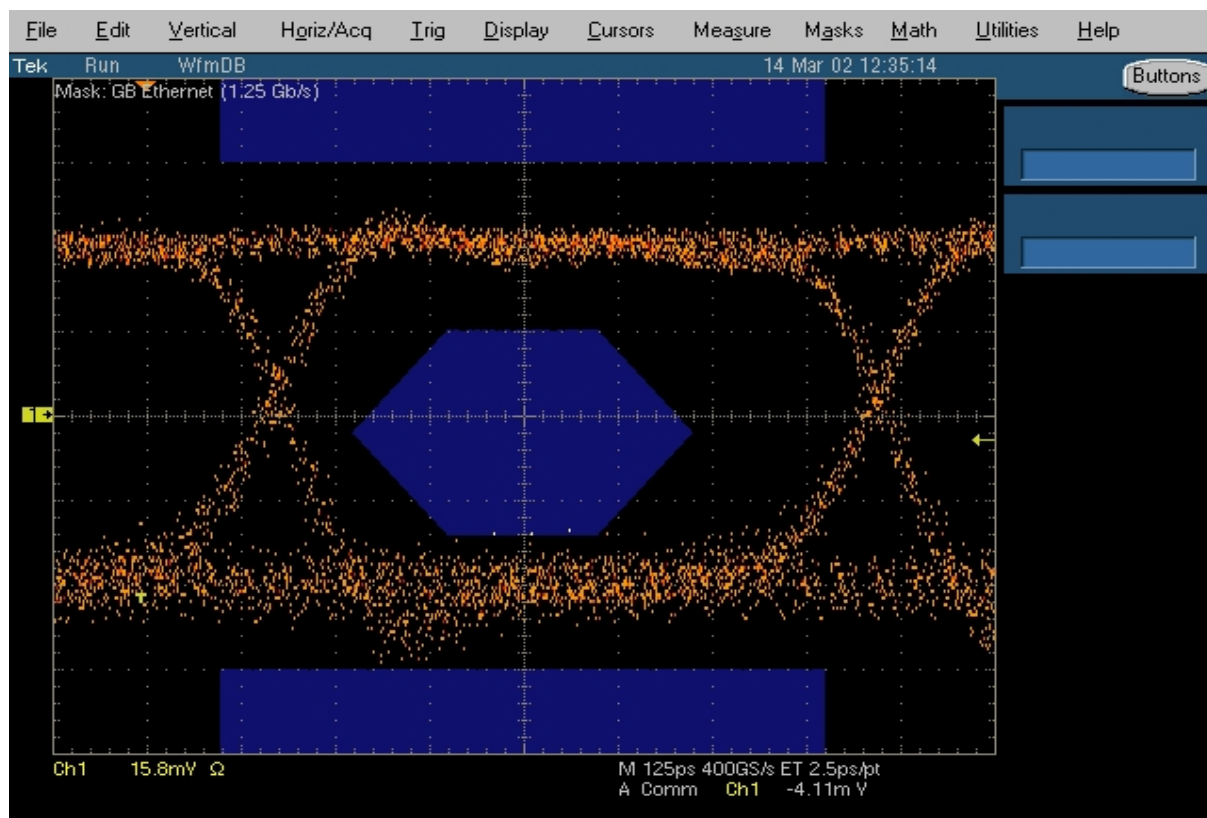 File Edit Vertical Horiz/Acq Trig Display Cursors Measure Masks Math Utilities Help
Tek Run WfmDB 14 Mar 02 12:35:14 Buttons
Mask: GB Ethernet (1.25 Gb/s)
1
Ch1 15.8mV Ω M 125ps 400GS/s ET 2.5ps/pt
A Comm Ch1 -4.11m V